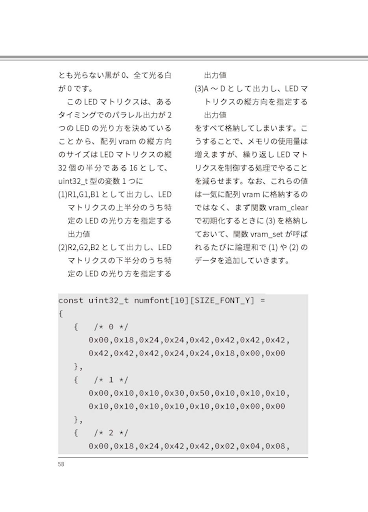 とも光らない黒が 0、全て光る白
が 0 です。
この LED マトリクスは、ある
タイミングでのパラレル出力が 2
つの LED の光り方を決めている
ことから、配列 vram の縦方向
のサイズは LED マトリクスの縦
32 個の半分である 16 として、
uint32_t 型の変数 1 つに
(1)R1,G1,B1 として出力し、LED
マトリクスの上半分のうち特
定の LED の光り方を指定する
出力値
(2)R2,G2,B2 として出力し、LED
マトリクスの下半分のうち特
定の LED の光り方を指定する
出力値
(3)A 〜 D として出力し、LED マ
トリクスの縦方向を指定する
出力値
をすべて格納してしまいます。こ
うすることで、メモリの使用量は
増えますが、繰り返し LED マト
リクスを制御する処理でやること
を減らせます。なお、これらの値
は一気に配列 vram に格納するの
ではなく、まず関数 vram_clear
で初期化するときに (3) を格納し
ておいて、関数 vram_set が呼ば
れるたびに論理和で (1) や (2) の
データを追加していきます。
const uint32_t numfont[10][SIZE_FONT_Y] =
{
{ /* 0 */
0x00,0x18,0x24,0x24,0x42,0x42,0x42,0x42,
0x42,0x42,0x42,0x24,0x24,0x18,0x00,0x00
},
{ /* 1 */
0x00,0x10,0x10,0x30,0x50,0x10,0x10,0x10,
0x10,0x10,0x10,0x10,0x10,0x10,0x00,0x00
},
{ /* 2 */
0x00,0x18,0x24,0x42,0x42,0x02,0x04,0x08,
58